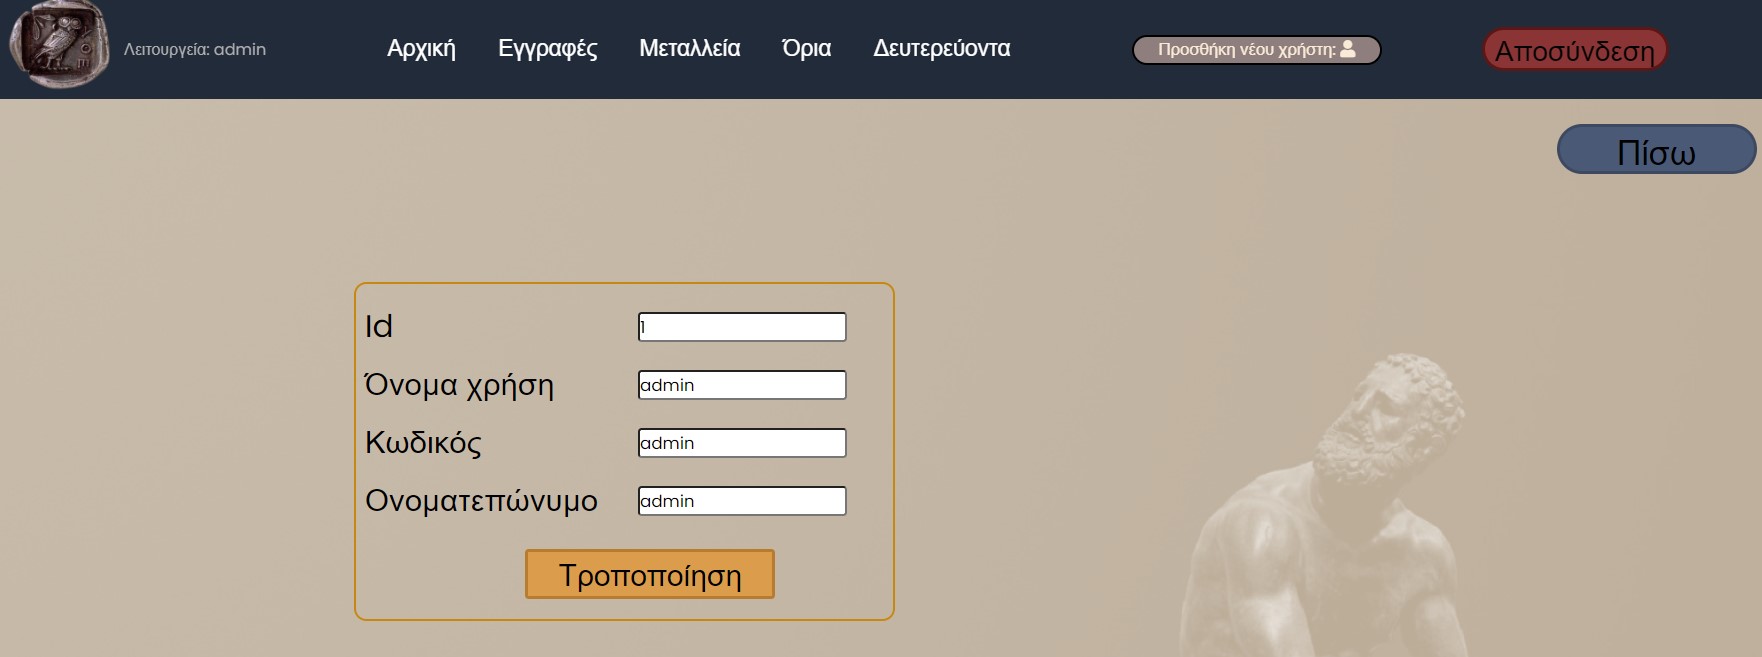 Λειτουργεία: admin
Αρχική Εγγραφές Μεταλλεία Όρια Δευτερεύοντα
Προσθήκη νέου χρήστη:
Αποσύνδεση
Πίσω
Id 1
Όνομα χρήση admin
Κωδικός admin
Ονοματεπώνυμο admin
Τροποποίηση